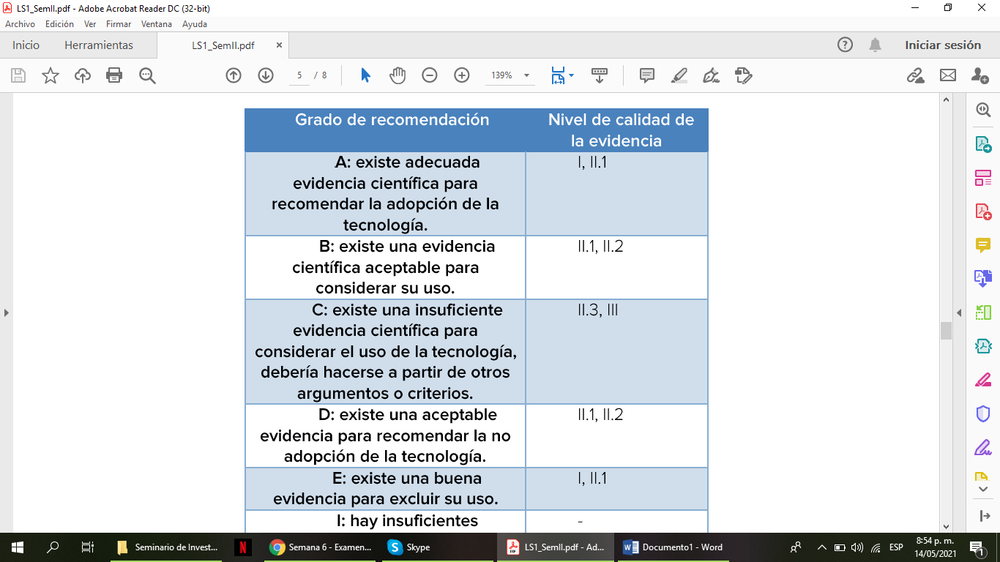 LS1_SemII.pdf - Adobe Acrobat Reader DC (32-bit)
Archivo Edición Ver Firmar Ventana Ayuda
Inicio Herramientas LS1_SemII.pdf × Iniciar sesión
5 / 8 139%
Grado de recomendación
Nivel de calidad de
la evidencia
A: existe adecuada
evidencia científica para
recomendar la adopción de la
tecnología.
I, II.1
B: existe una evidencia
científica aceptable para
considerar su uso.
II.1, II.2
C: existe una insuficiente
evidencia científica para
considerar el uso de la tecnología,
debería hacerse a partir de otros
argumentos o criterios.
II.3, III
D: existe una aceptable
evidencia para recomendar la no
adopción de la tecnología.
II.1, II.2
E: existe una buena
evidencia para excluir su uso.
I, II.1
I: hay insuficientes
-
Seminario de Invest... Semana 6 - Examen... Skype LS1_SemII.pdf - Ad... Documento1 - Word ESP 8:54 p. m.
14/05/2021